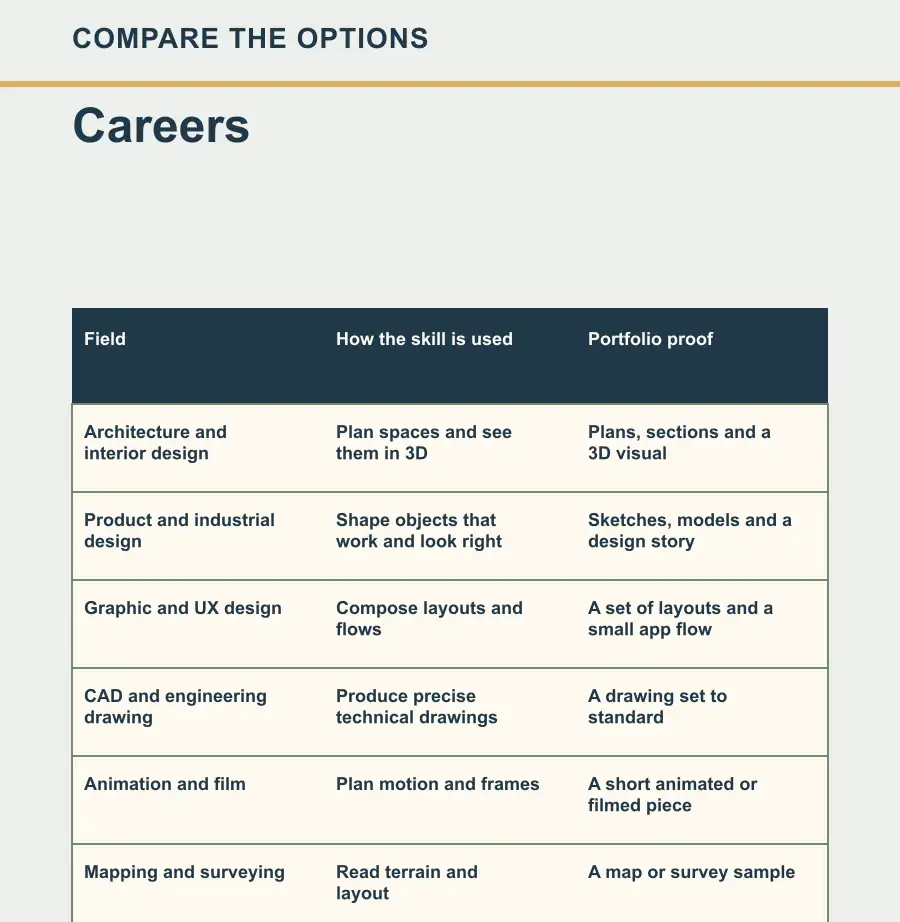 COMPARE THE OPTIONS
Careers
Field
How the skill is used
Portfolio proof
Architecture and
interior design
Plan spaces and see
them in 3D
Plans, sections and a
3D visual
Product and industrial
design
Shape objects that
work and look right
Sketches, models and a
design story
Graphic and UX design
Compose layouts and
flows
A set of layouts and a
small app flow
CAD and engineering
drawing
Produce precise
technical drawings
A drawing set to
standard
Animation and film
Plan motion and frames
A short animated or
filmed piece
Mapping and surveying
Read terrain and
layout
A map or survey sample